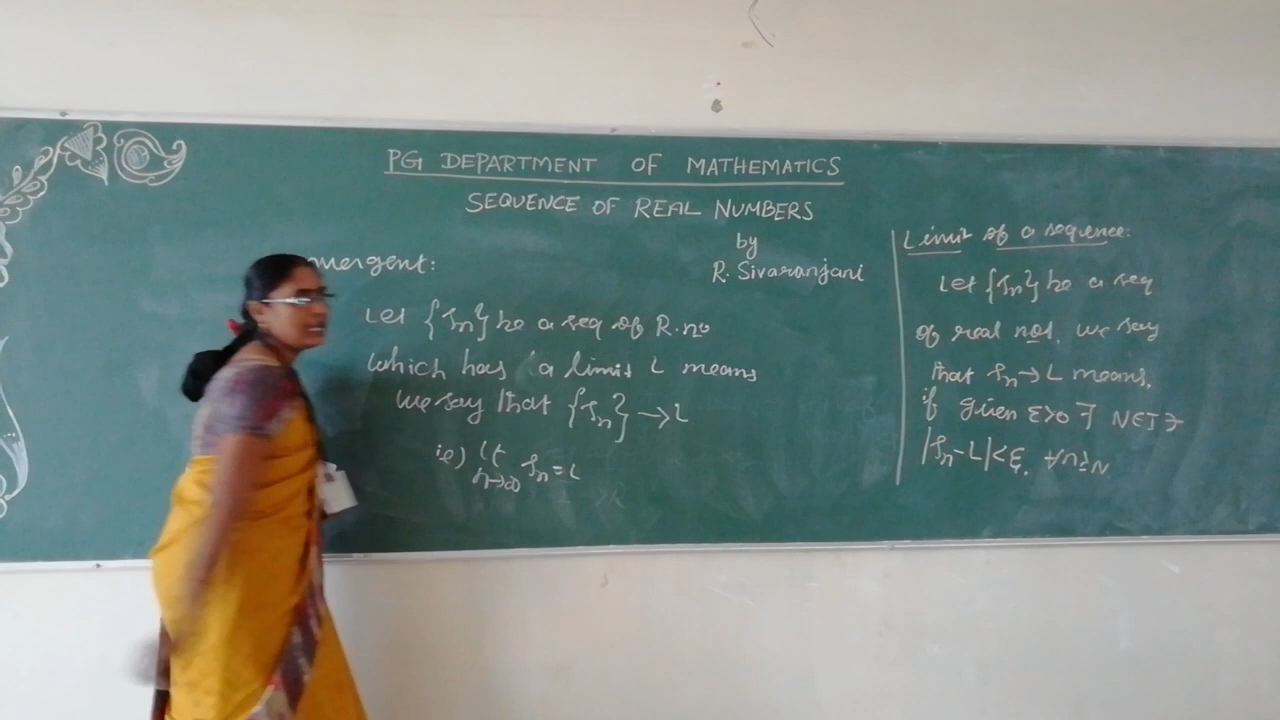 PG DEPARTMENT OF MATHEMATICS
SEQUENCE OF REAL NUMBERS
by
R. Sivaranjani
nvergent:
Let {Sn} be a seq of R.no
which has a limit L means
we say that {Sn} → L
ie) lt Sn = L
n→∞
Limit of a sequence:
Let {Sn} be a seq
of real nos. we say
that Sn → L means.
if given ε>0 ∃ N∈I ∋
|Sn-L|<ε, ∀n≥N